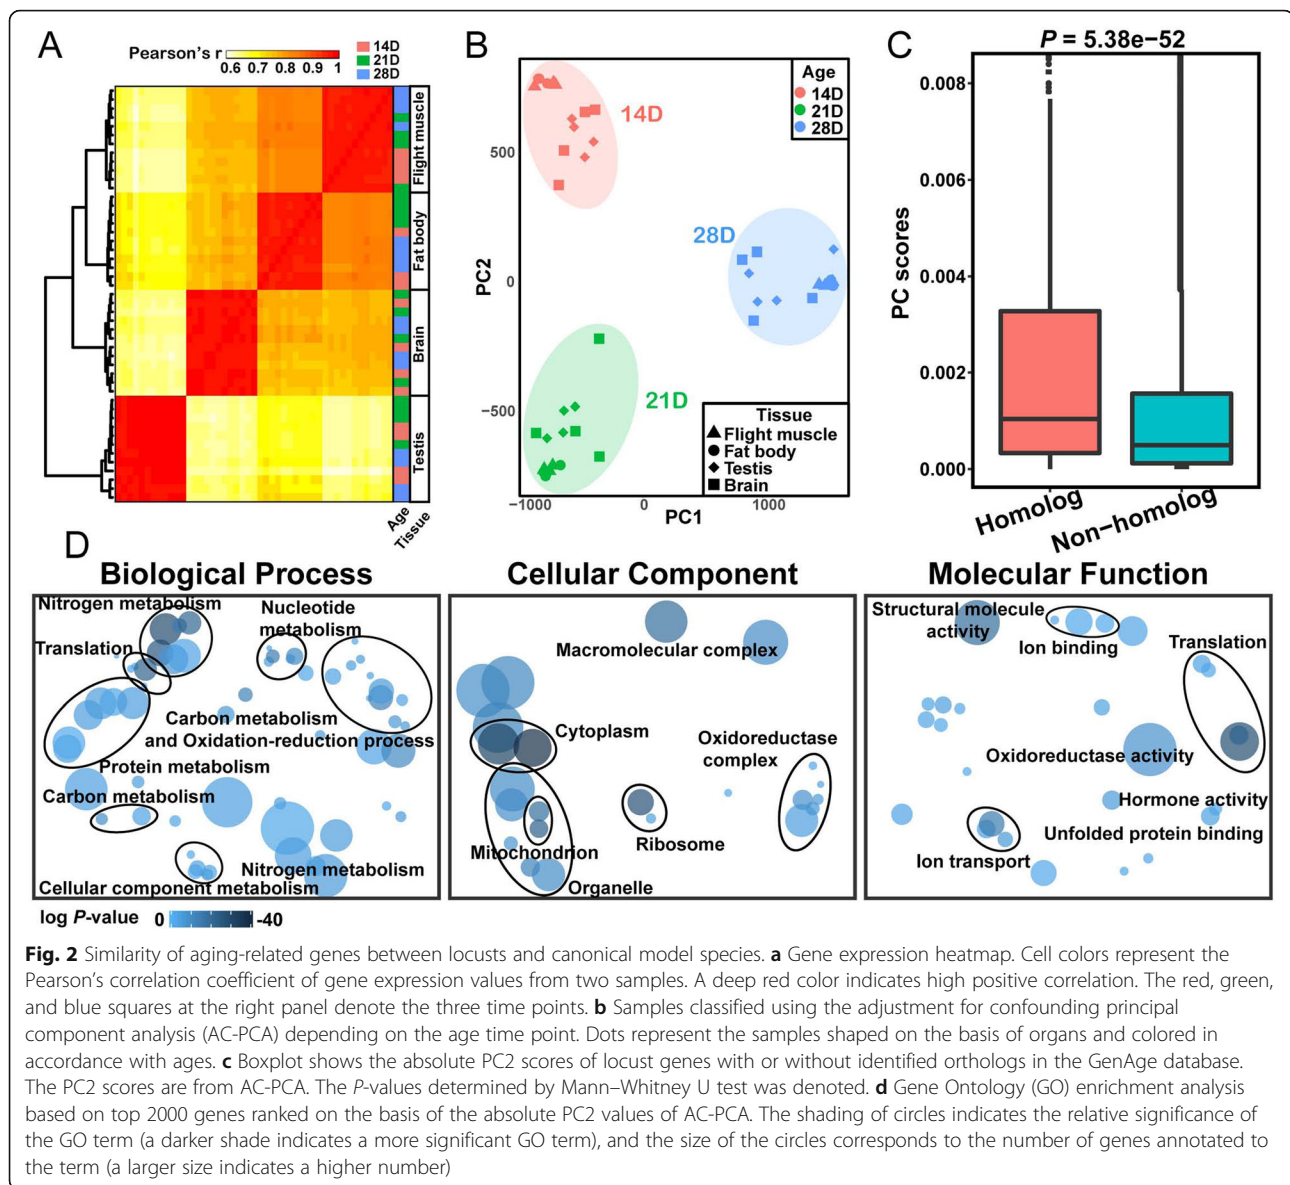 A
Pearson's r
0.6 0.7 0.8 0.9 1
14D
21D
28D
Flight muscle
Fat body
Brain
Testis
Age
Tissue
B
Age
14D
21D
28D
14D
28D
21D
500
0
−500
PC2
−1000 0 1000
PC1
Tissue
Flight muscle
Fat body
Testis
Brain
C
P = 5.38e−52
0.008
0.006
0.004
0.002
0.000
PC scores
Homolog
Non−homolog
D
Biological Process
Nitrogen metabolism
Nucleotide
metabolism
Translation
Carbon metabolism
and Oxidation-reduction process
Protein metabolism
Carbon metabolism
Nitrogen metabolism
Cellular component metabolism
Cellular Component
Macromolecular complex
Cytoplasm
Oxidoreductase
complex
Mitochondrion
Ribosome
Organelle
Molecular Function
Structural molecule
activity
Ion binding
Translation
Oxidoreductase activity
Hormone activity
Unfolded protein binding
Ion transport
log P-value 0 -40
Fig. 2 Similarity of aging-related genes between locusts and canonical model species. a Gene expression heatmap. Cell colors represent the
Pearson's correlation coefficient of gene expression values from two samples. A deep red color indicates high positive correlation. The red, green,
and blue squares at the right panel denote the three time points. b Samples classified using the adjustment for confounding principal
component analysis (AC-PCA) depending on the age time point. Dots represent the samples shaped on the basis of organs and colored in
accordance with ages. c Boxplot shows the absolute PC2 scores of locust genes with or without identified orthologs in the GenAge database.
The PC2 scores are from AC-PCA. The P-values determined by Mann–Whitney U test was denoted. d Gene Ontology (GO) enrichment analysis
based on top 2000 genes ranked on the basis of the absolute PC2 values of AC-PCA. The shading of circles indicates the relative significance of
the GO term (a darker shade indicates a more significant GO term), and the size of the circles corresponds to the number of genes annotated to
the term (a larger size indicates a higher number)